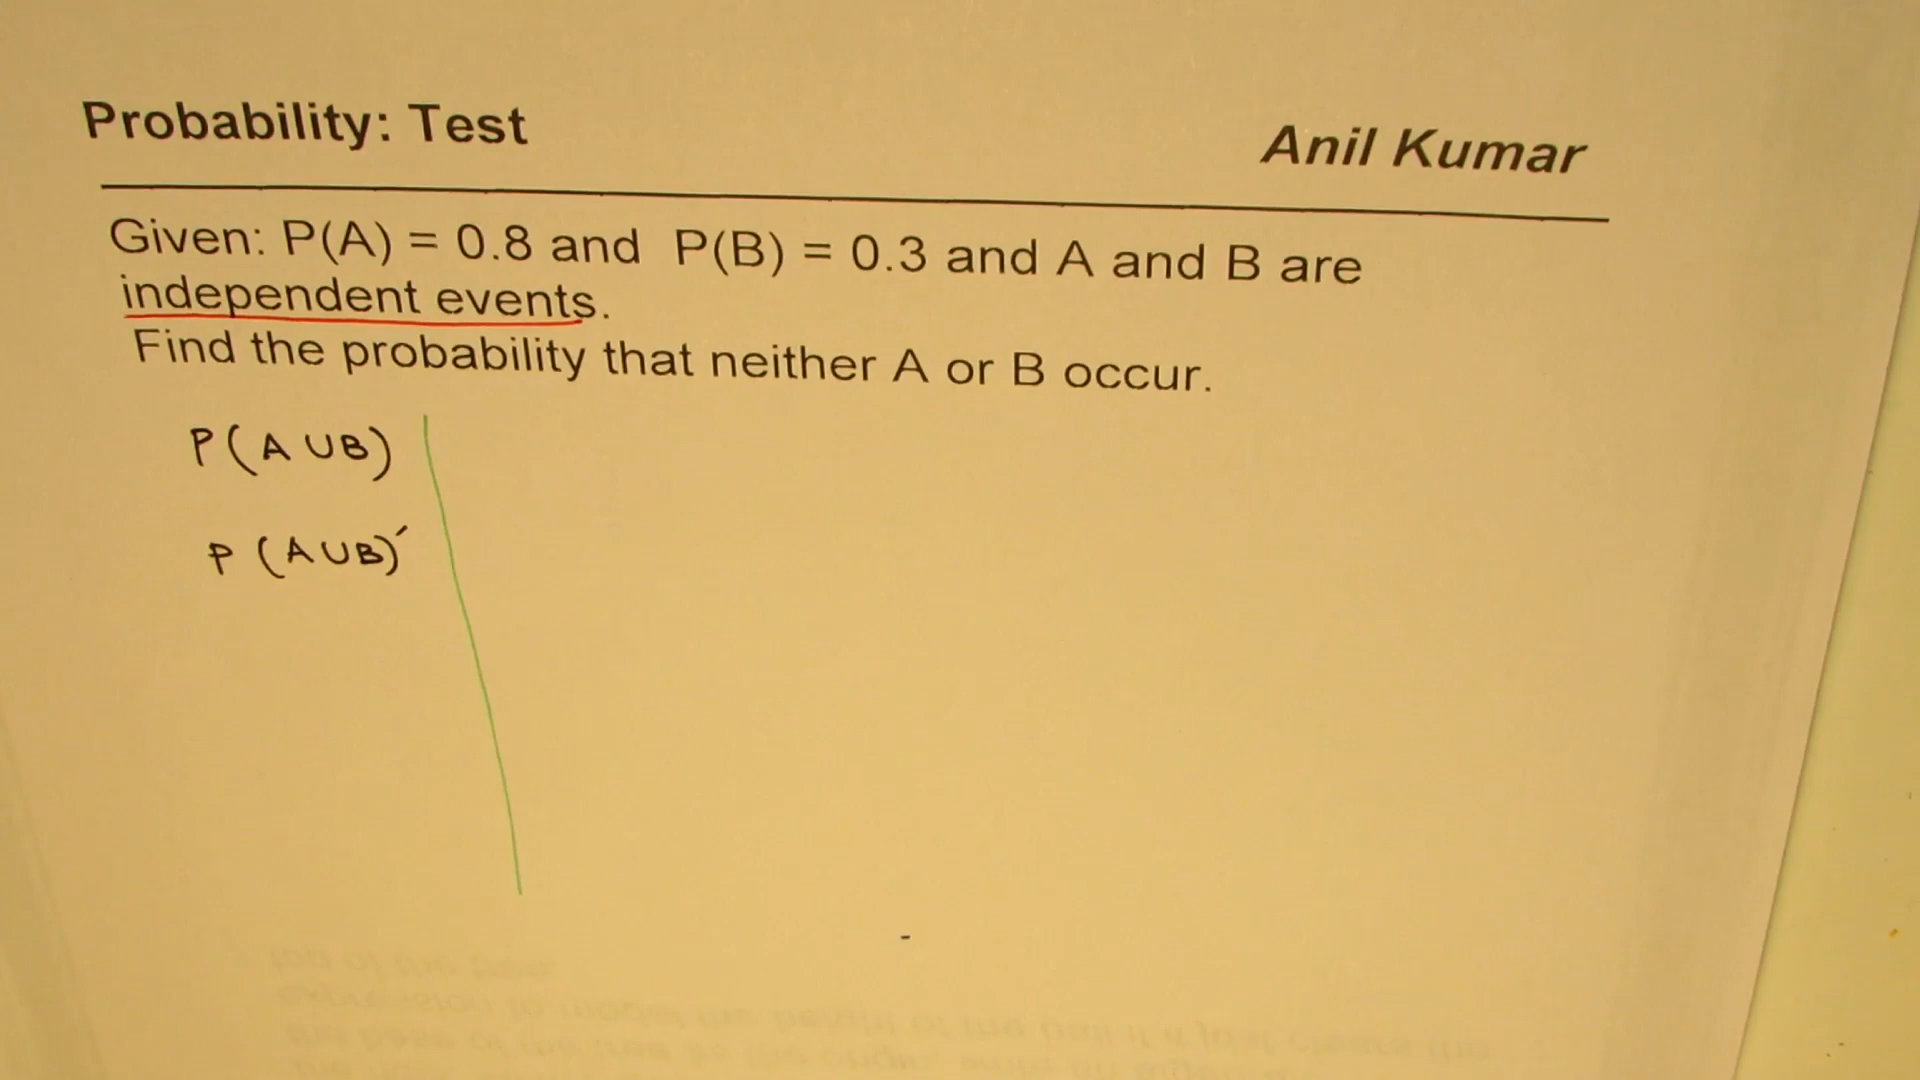 Probability: Test
Anil Kumar
Given: P(A) = 0.8 and P(B) = 0.3 and A and B are
independent events.
Find the probability that neither A or B occur.
P(A ∪B)
P (A∪B)′